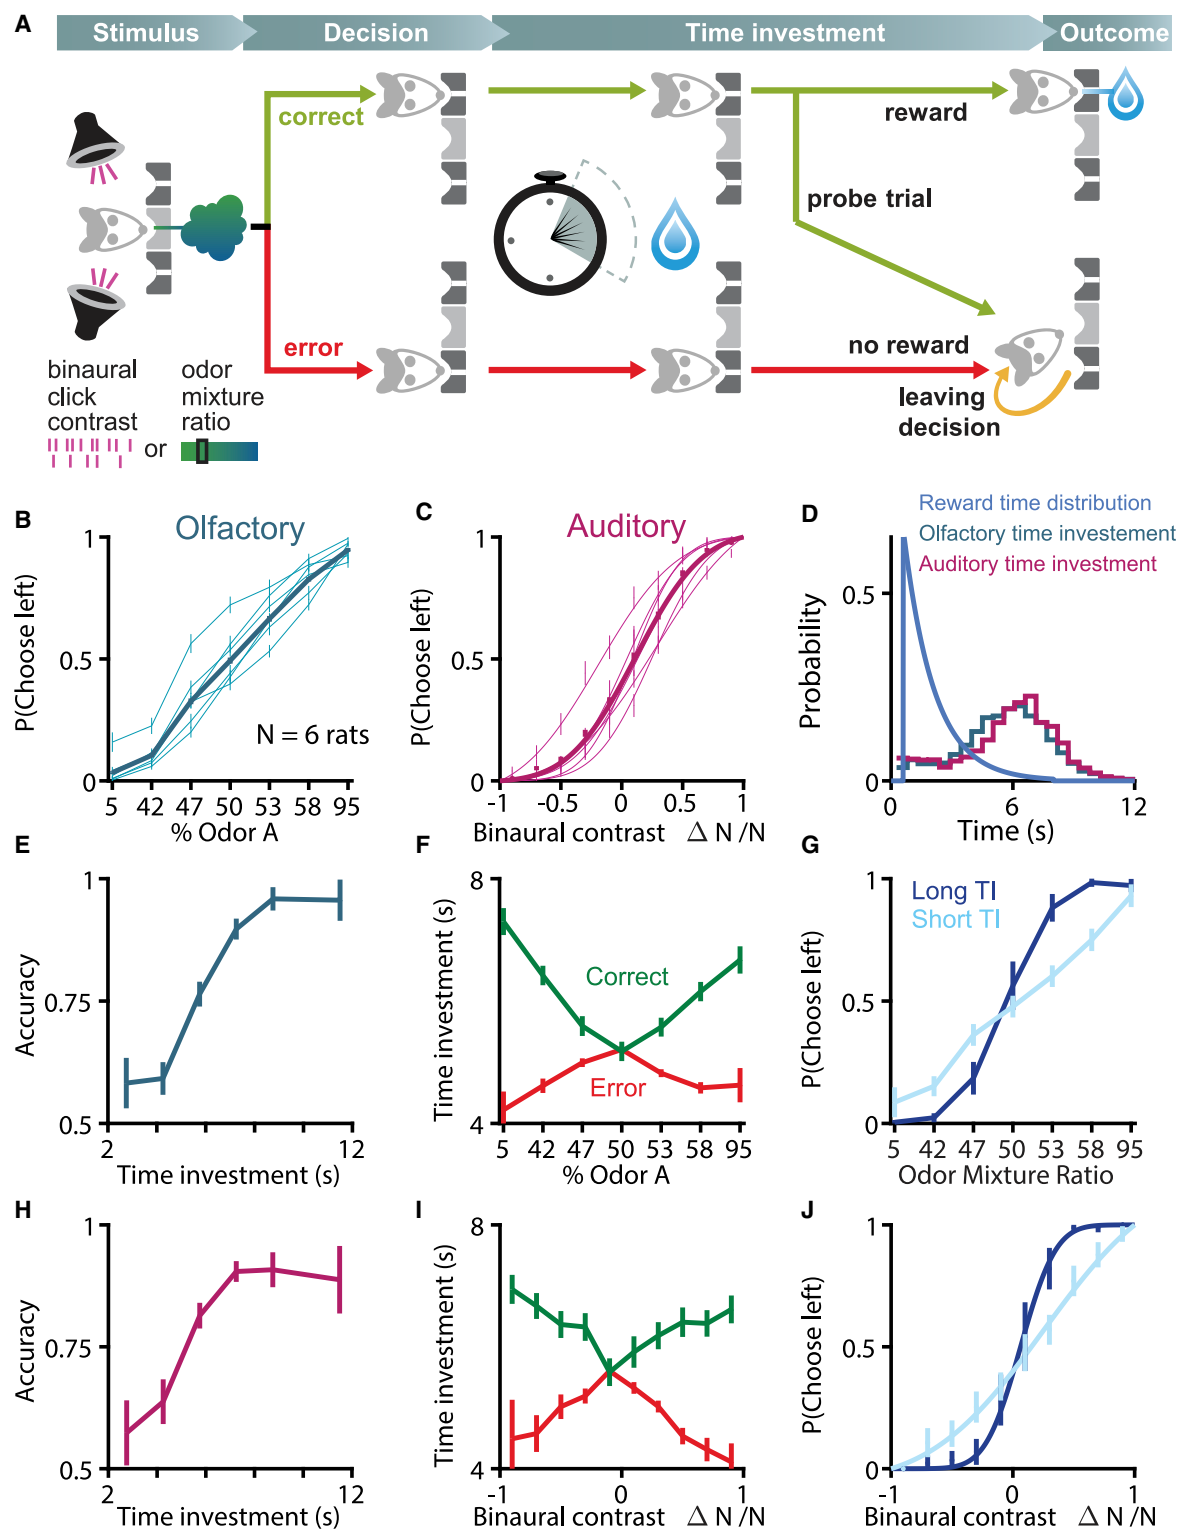 A
Stimulus
Decision
Time investment
Outcome
correct
reward
probe trial
error
no reward
leaving
decision
binaural
click
contrast
or
odor
mixture
ratio
B
Olfactory
P(Choose left)
1
0.5
0
N = 6 rats
5 42 47 50 53 58 95
% Odor A
C
Auditory
P(Choose left)
1
0.5
0
-1 -0.5 0 0.5 1
Binaural contrast Δ N /N
D
Reward time distribution
Olfactory time investement
Auditory time investment
Probability
0.5
0
0 6 12
Time (s)
E
Accuracy
1
0.75
0.5
2 12
Time investment (s)
F
Time investment (s)
8
4
Correct
Error
5 42 47 50 53 58 95
% Odor A
G
Long TI
Short TI
P(Choose left)
1
0.5
0
5 42 47 50 53 58 95
Odor Mixture Ratio
H
Accuracy
1
0.75
0.5
2 12
Time investment (s)
I
Time investment (s)
8
4
-1 0 1
Binaural contrast Δ N /N
J
P(Choose left)
1
0.5
0
-1 0 1
Binaural contrast Δ N /N